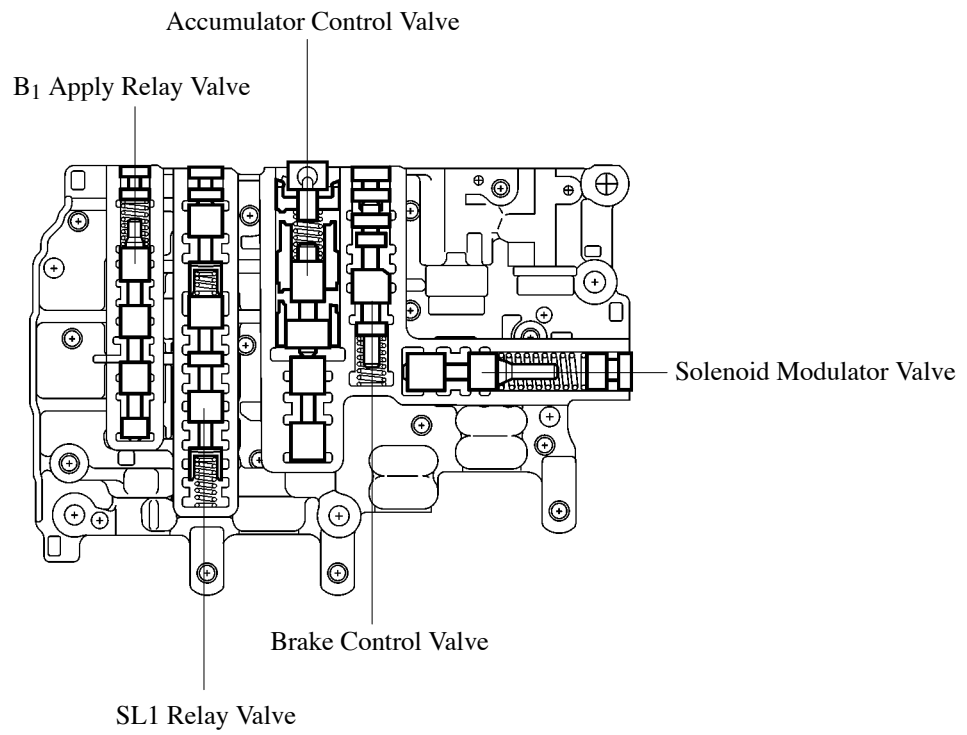 Accumulator Control Valve
B1 Apply Relay Valve
Solenoid Modulator Valve
Brake Control Valve
SL1 Relay Valve